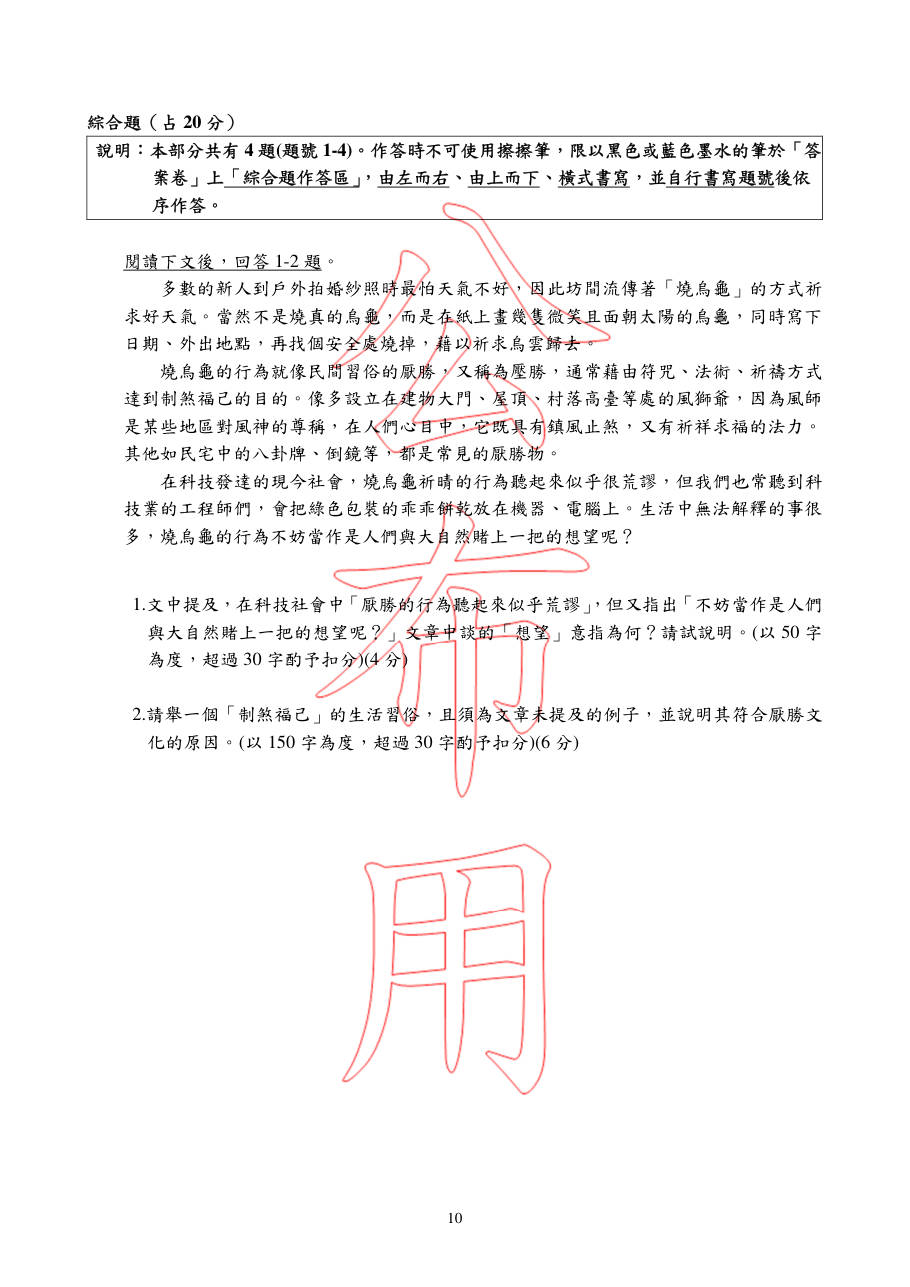 綜合題（占 20 分）
說明：本部分共有 4 題(題號 1-4)。作答時不可使用擦擦筆，限以黑色或藍色墨水的筆於「答
案卷」上「綜合題作答區」，由左而右、由上而下、橫式書寫，並自行書寫題號後依
序作答。
閱讀下文後，回答 1-2 題。
多數的新人到戶外拍婚紗照時最怕天氣不好，因此坊間流傳著「燒烏龜」的方式祈
求好天氣。當然不是燒真的烏龜，而是在紙上畫幾隻微笑且面朝太陽的烏龜，同時寫下
日期、外出地點，再找個安全處燒掉，藉以祈求烏雲歸去。
燒烏龜的行為就像民間習俗的厭勝，又稱為壓勝，通常藉由符咒、法術、祈禱方式
達到制煞福己的目的。像多設立在建物大門、屋頂、村落高臺等處的風獅爺，因為風師
是某些地區對風神的尊稱，在人們心目中，它既具有鎮風止煞，又有祈祥求福的法力。
其他如民宅中的八卦牌、倒鏡等，都是常見的厭勝物。
在科技發達的現今社會，燒烏龜祈晴的行為聽起來似乎很荒謬，但我們也常聽到科
技業的工程師們，會把綠色包裝的乖乖餅乾放在機器、電腦上。生活中無法解釋的事很
多，燒烏龜的行為不妨當作是人們與大自然賭上一把的想望呢？
1.文中提及，在科技社會中「厭勝的行為聽起來似乎荒謬」，但又指出「不妨當作是人們
與大自然賭上一把的想望呢？」文章中談的「想望」意指為何？請試說明。(以 50 字
為度，超過 30 字酌予扣分)(4 分)
2.請舉一個「制煞福己」的生活習俗，且須為文章未提及的例子，並說明其符合厭勝文
化的原因。(以 150 字為度，超過 30 字酌予扣分)(6 分)
公布用
10